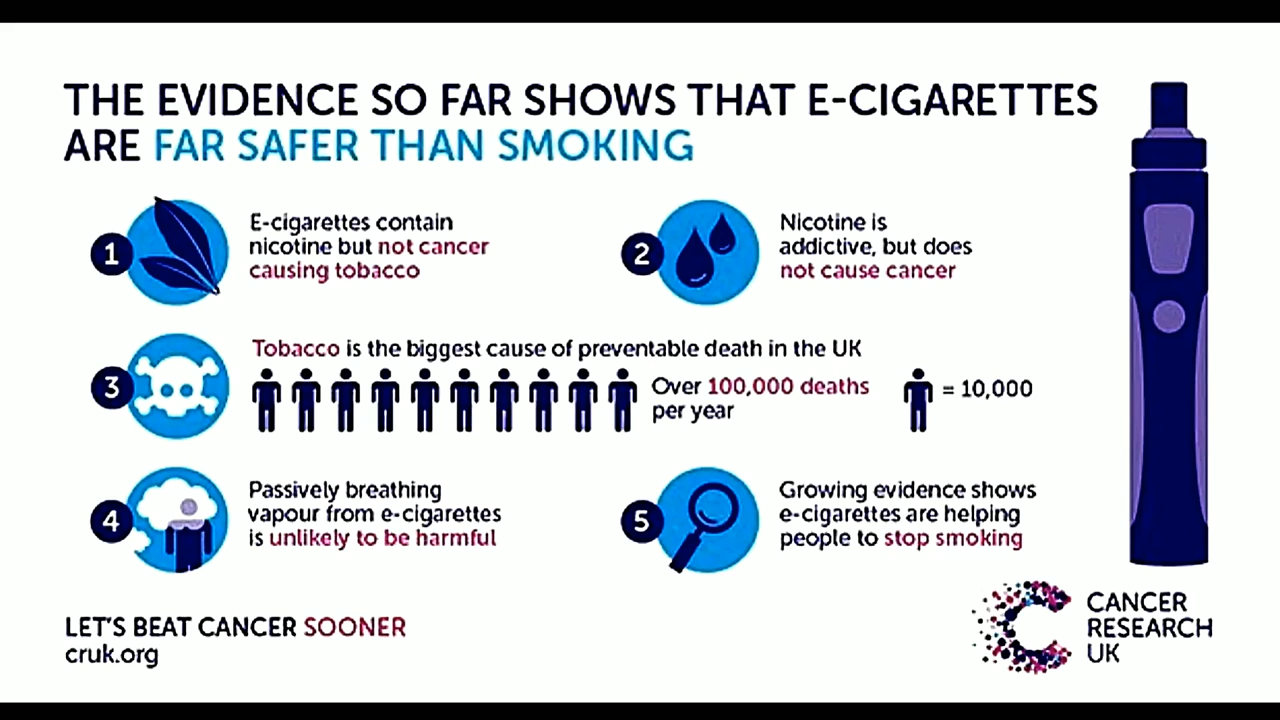 THE EVIDENCE SO FAR SHOWS THAT E-CIGARETTES
ARE FAR SAFER THAN SMOKING
1
E-cigarettes contain
nicotine but not cancer
causing tobacco
2
Nicotine is
addictive, but does
not cause cancer
3
Tobacco is the biggest cause of preventable death in the UK
Over 100,000 deaths
per year
= 10,000
4
Passively breathing
vapour from e-cigarettes
is unlikely to be harmful
5
Growing evidence shows
e-cigarettes are helping
people to stop smoking
LET'S BEAT CANCER SOONER
cruk.org
CANCER
RESEARCH
UK